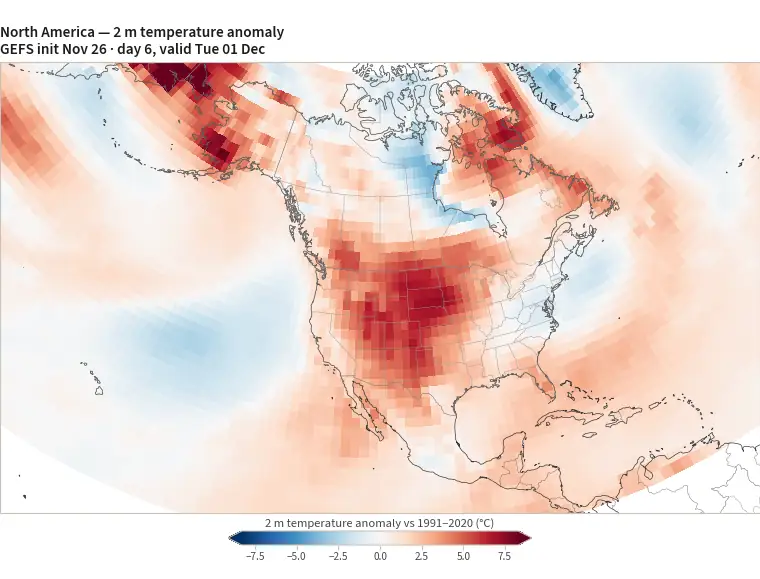 North America — 2 m temperature anomaly
GEFS init Nov 26 · day 6, valid Tue 01 Dec
2 m temperature anomaly vs 1991–2020 (°C)
−7.5 −5.0 −2.5 0.0 2.5 5.0 7.5